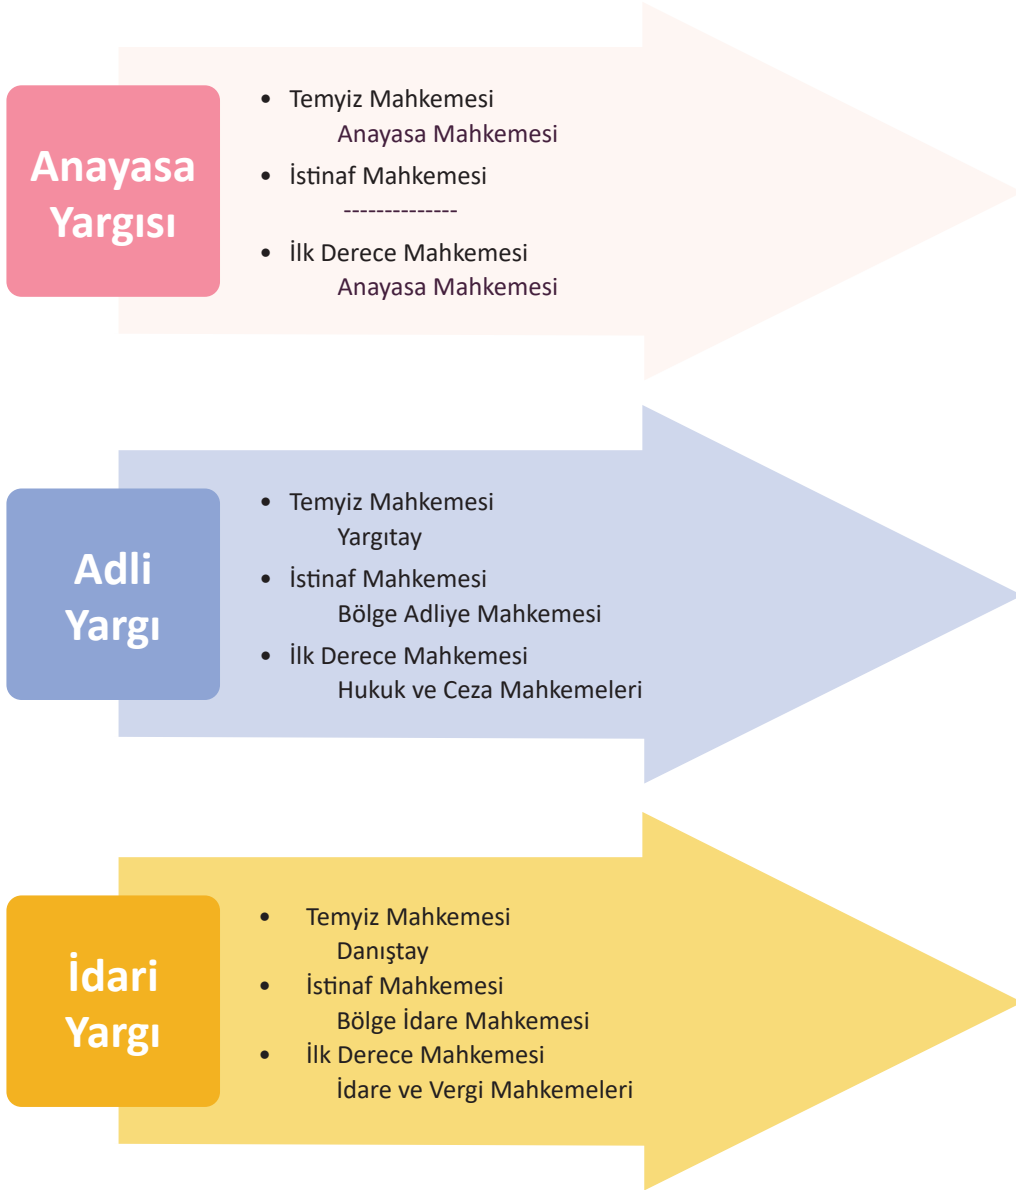 Anayasa
Yargısı
• Temyiz Mahkemesi
Anayasa Mahkemesi
• İstinaf Mahkemesi
--------------
• İlk Derece Mahkemesi
Anayasa Mahkemesi
Adli
Yargı
• Temyiz Mahkemesi
Yargıtay
• İstinaf Mahkemesi
Bölge Adliye Mahkemesi
• İlk Derece Mahkemesi
Hukuk ve Ceza Mahkemeleri
İdari
Yargı
• Temyiz Mahkemesi
Danıştay
• İstinaf Mahkemesi
Bölge İdare Mahkemesi
• İlk Derece Mahkemesi
İdare ve Vergi Mahkemeleri